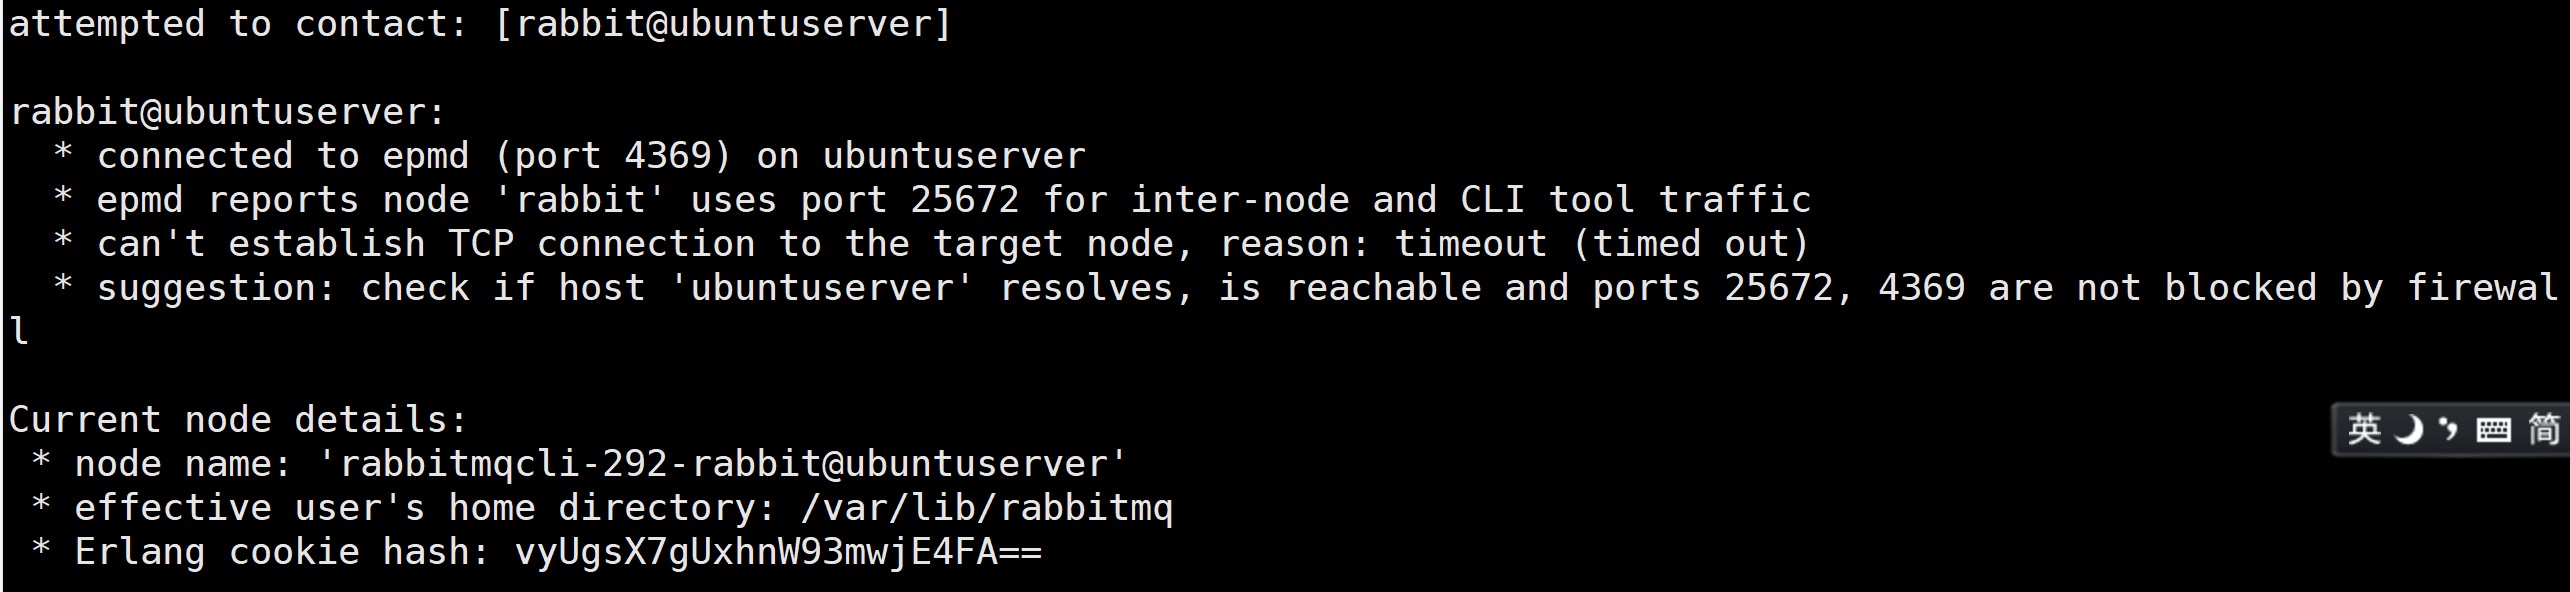 attempted to contact: [rabbit@ubuntuserver]
rabbit@ubuntuserver:
  * connected to epmd (port 4369) on ubuntuserver
  * epmd reports node 'rabbit' uses port 25672 for inter-node and CLI tool traffic
  * can't establish TCP connection to the target node, reason: timeout (timed out)
  * suggestion: check if host 'ubuntuserver' resolves, is reachable and ports 25672, 4369 are not blocked by firewal
l
Current node details:
 * node name: 'rabbitmqcli-292-rabbit@ubuntuserver'
 * effective user's home directory: /var/lib/rabbitmq
 * Erlang cookie hash: vyUgsX7gUxhnW93mwjE4FA==
英 简